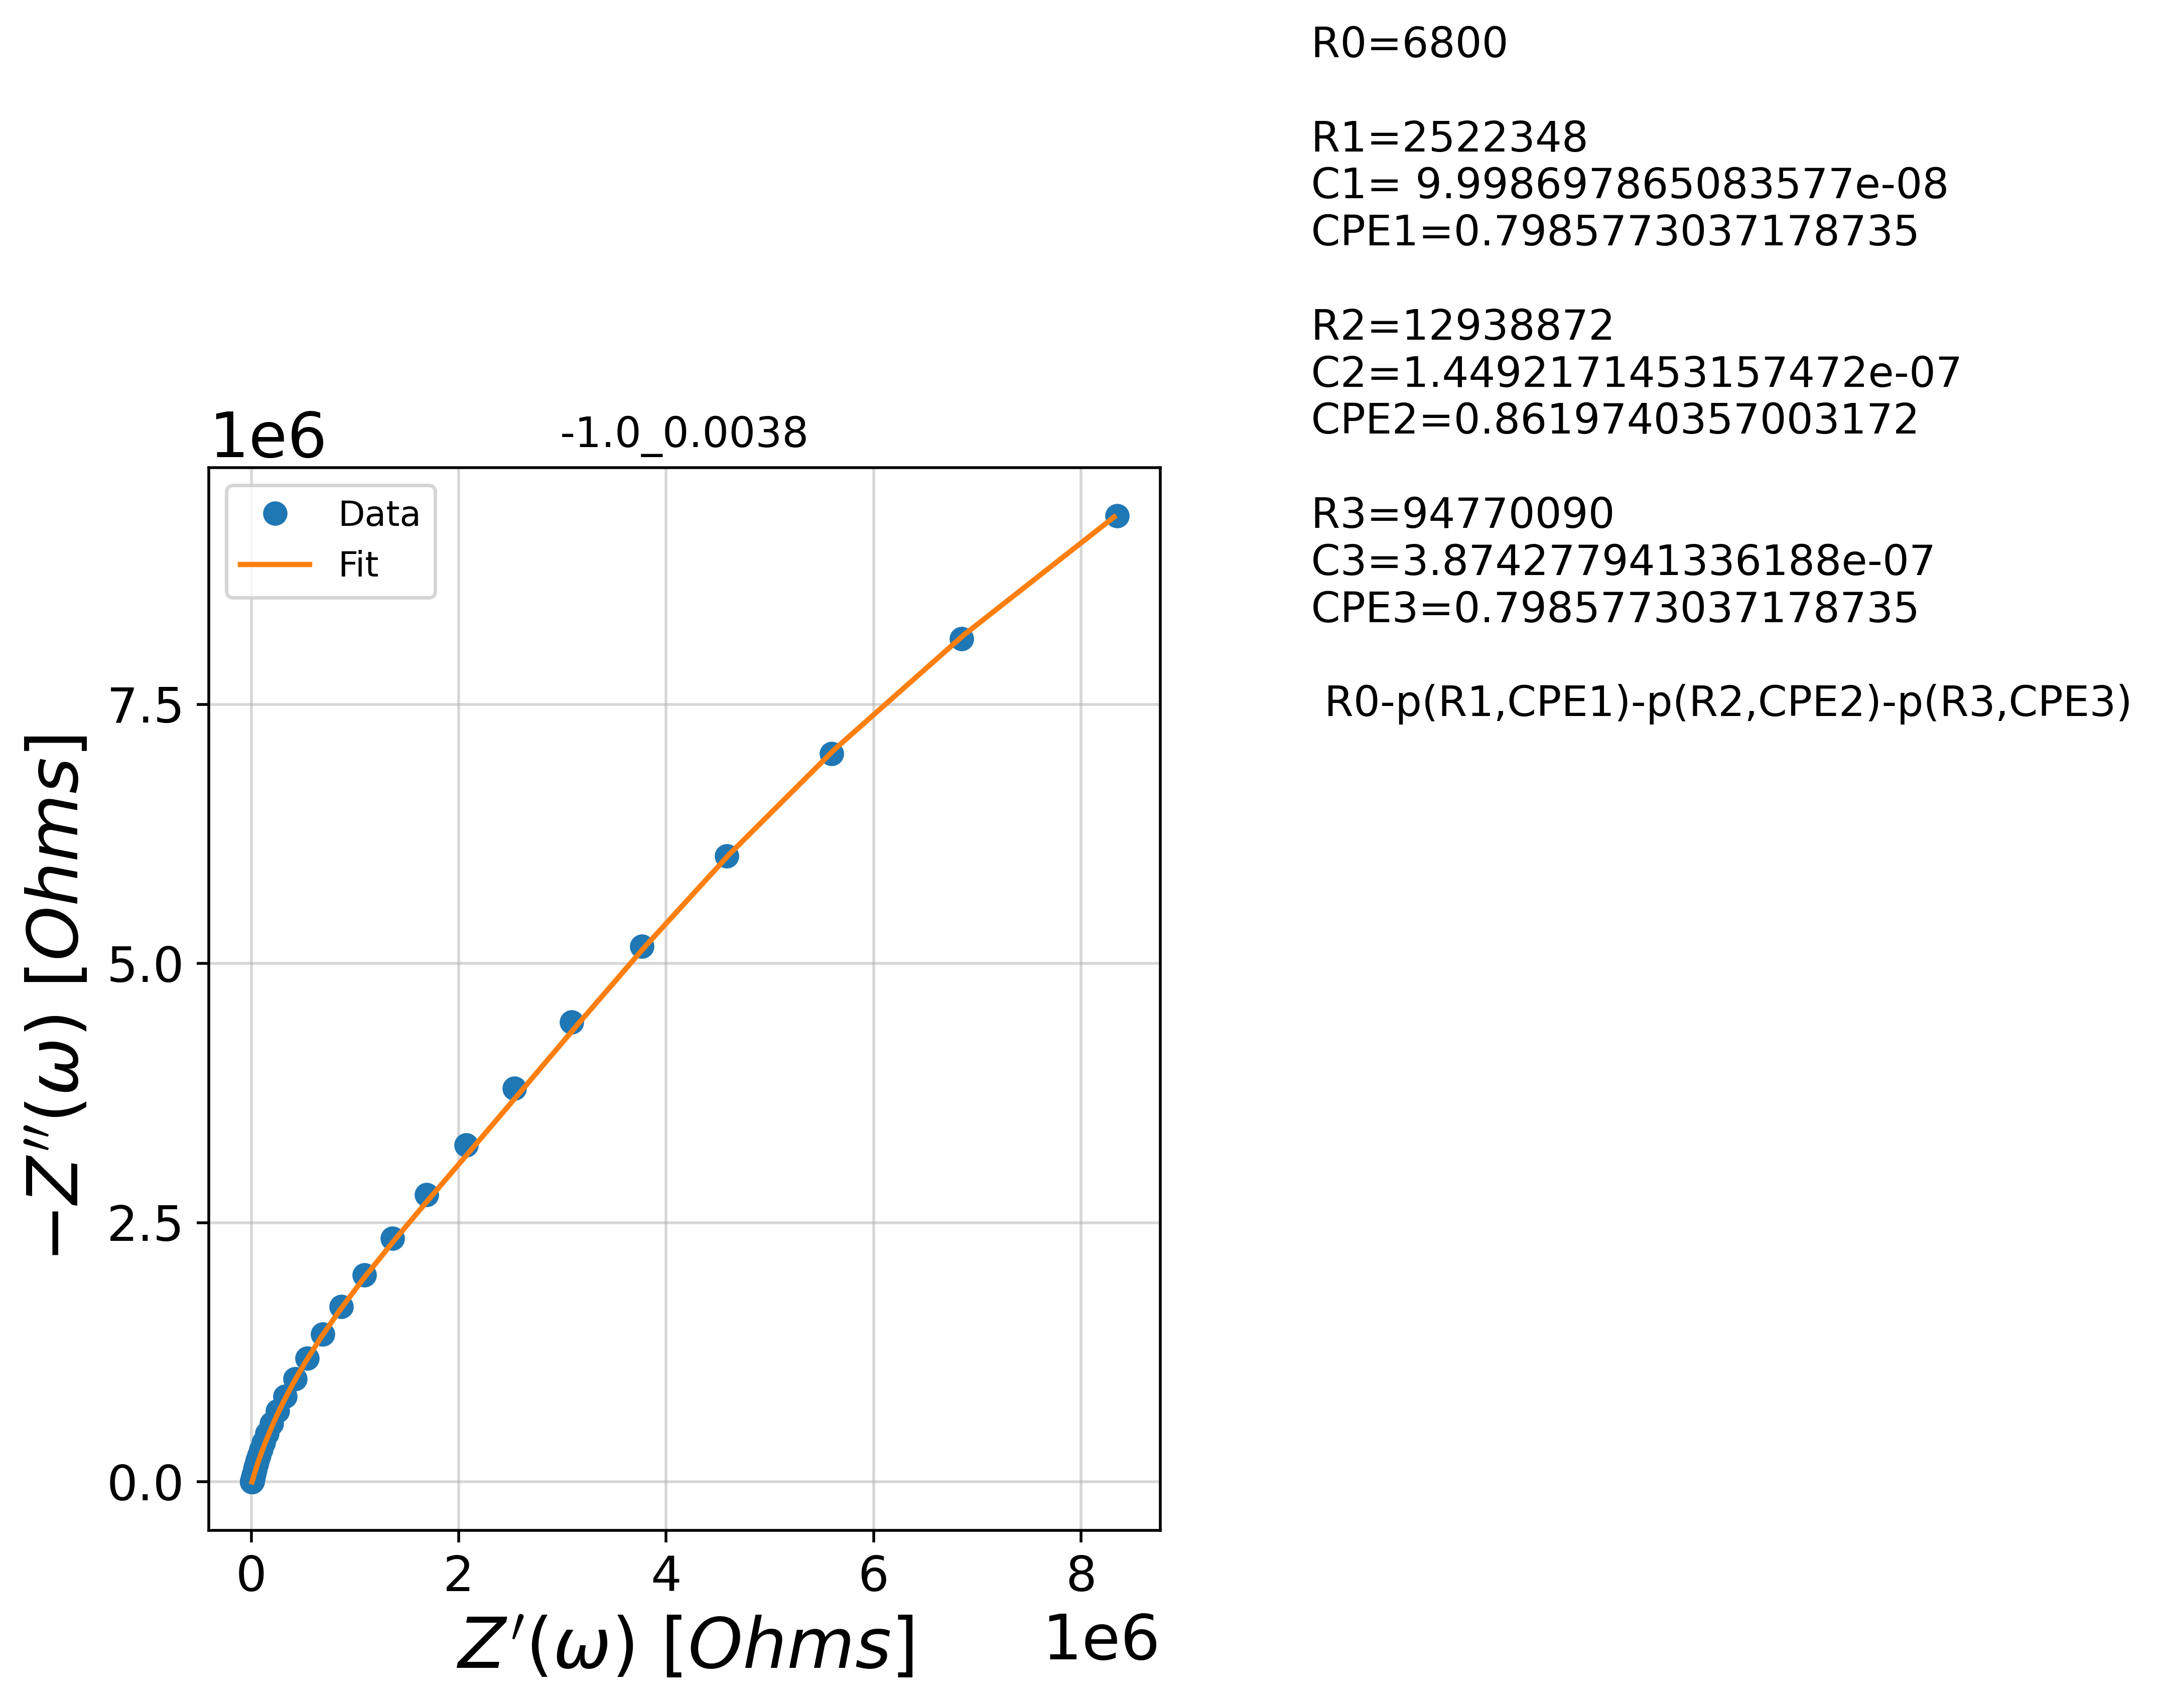 R0=6800
R1=2522348
C1= 9.998697865083577e-08
CPE1=0.7985773037178735
R2=12938872
C2=1.4492171453157472e-07
CPE2=0.8619740357003172
R3=94770090
C3=3.8742777941336188e-07
CPE3=0.7985773037178735
R0-p(R1,CPE1)-p(R2,CPE2)-p(R3,CPE3)
1e6
-1.0_0.0038
Data
Fit
7.5
5.0
2.5
0.0
−Z′′(ω) [Ohms]
0 2 4 6 8
Z′(ω) [Ohms]
1e6